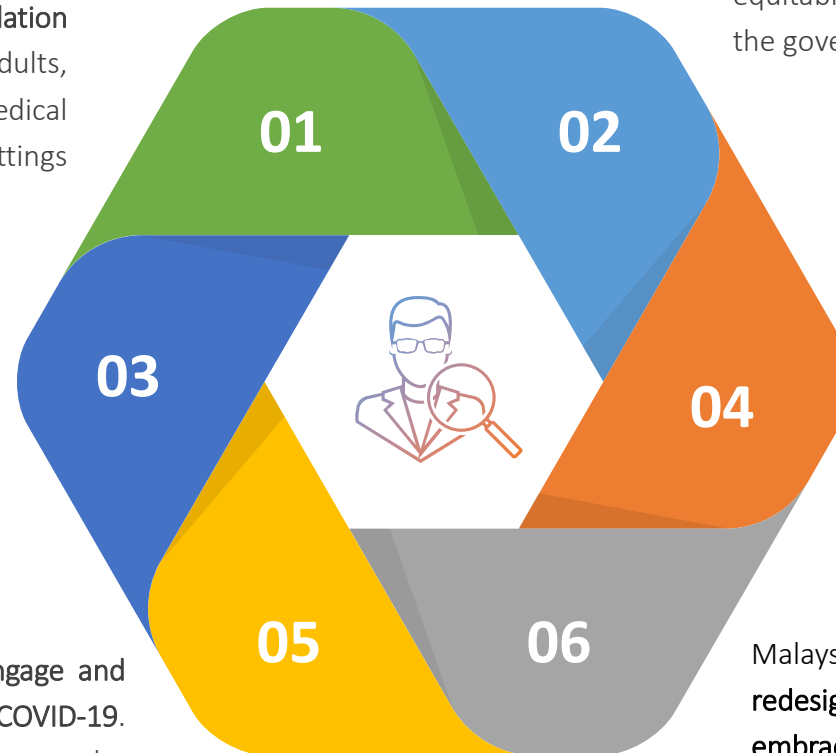 equitabl
the gove
lation
dults,
edical
ttings
01
02
03
04
05
06
ngage and
COVID-19.
Malays
redesig
embrac